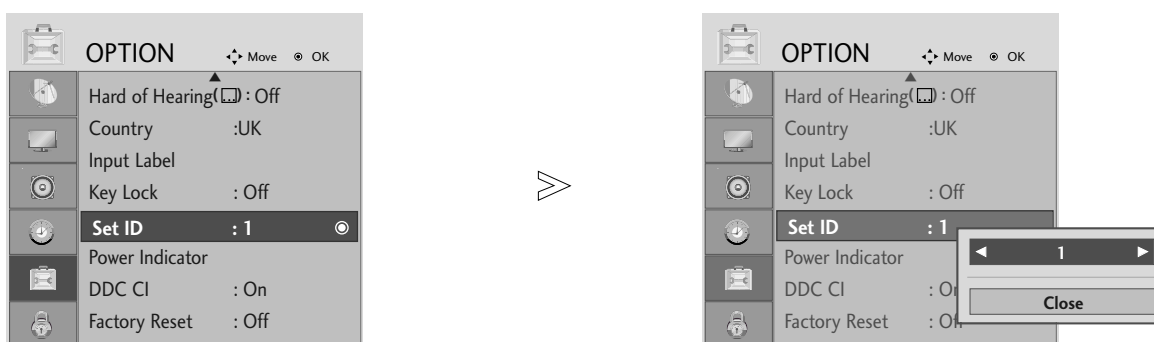 OPTION Move OK
Hard of Hearing( ) : Off
Country :UK
Input Label
Key Lock : Off
Set ID : 1
Power Indicator
DDC CI : On
Factory Reset : Off
OPTION Move OK
Hard of Hearing( ) : Off
Country :UK
Input Label
Key Lock : Off
Set ID : 1
Power Indicator
◄ 1 ►
DDC CI
Close
Factory Reset